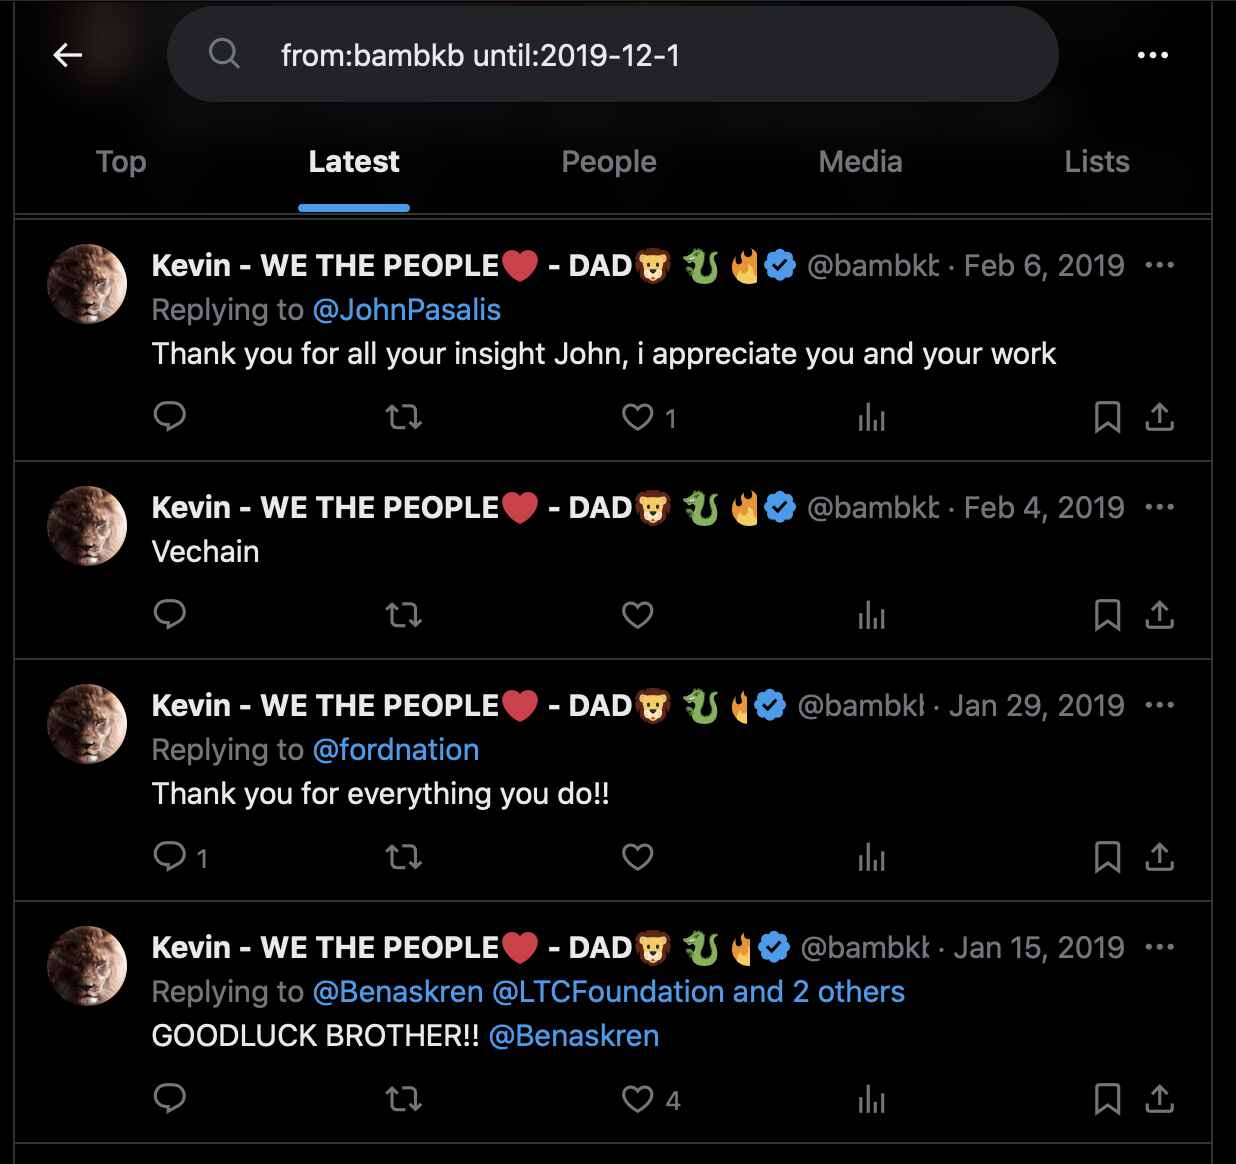 from:bambkb until:2019-12-1
Top Latest People Media Lists
Kevin - WE THE PEOPLE❤️ - DAD🦁 🐉 🔥 @bambkb · Feb 6, 2019
Replying to @JohnPasalis
Thank you for all your insight John, i appreciate you and your work
1
Kevin - WE THE PEOPLE❤️ - DAD🦁 🐉 🔥 @bambkb · Feb 4, 2019
Vechain
Kevin - WE THE PEOPLE❤️ - DAD🦁 🐉 🔥 @bambkb · Jan 29, 2019
Replying to @fordnation
Thank you for everything you do!!
1
Kevin - WE THE PEOPLE❤️ - DAD🦁 🐉 🔥 @bambkb · Jan 15, 2019
Replying to @Benaskren @LTCFoundation and 2 others
GOODLUCK BROTHER!! @Benaskren
4